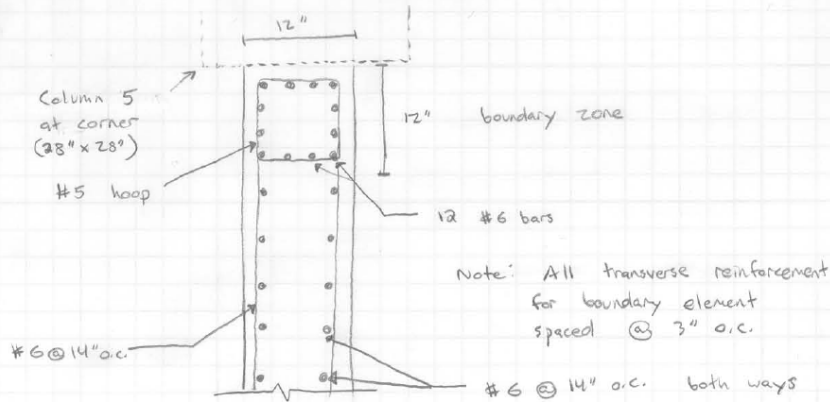 12"
Column 5
at corner
(28" x 28")
12" boundary zone
#5 hoop
12 #6 bars
Note: All transverse reinforcement
for boundary element
spaced @ 3" o.c.
#6 @ 14" o.c.
#6 @ 14" o.c. both ways